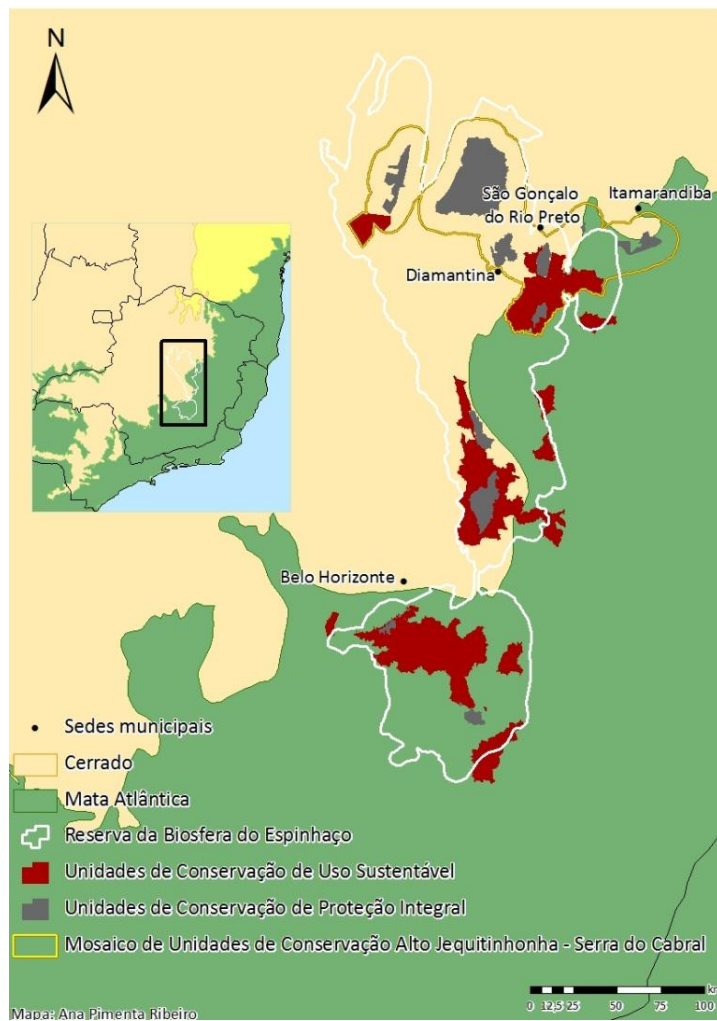 N
São Gonçalo
do Rio Preto
Itamarandiba
Diamantina
Belo Horizonte
Sedes municipais
Cerrado
Mata Atlântica
Reserva da Biosfera do Espinhaço
Unidades de Conservação de Uso Sustentável
Unidades de Conservação de Proteção Integral
Mosaico de Unidades de Conservação Alto Jequitinhonha - Serra do Cabral
km
0 12,5 25 50 75 100
Mapa: Ana Pimenta Ribeiro